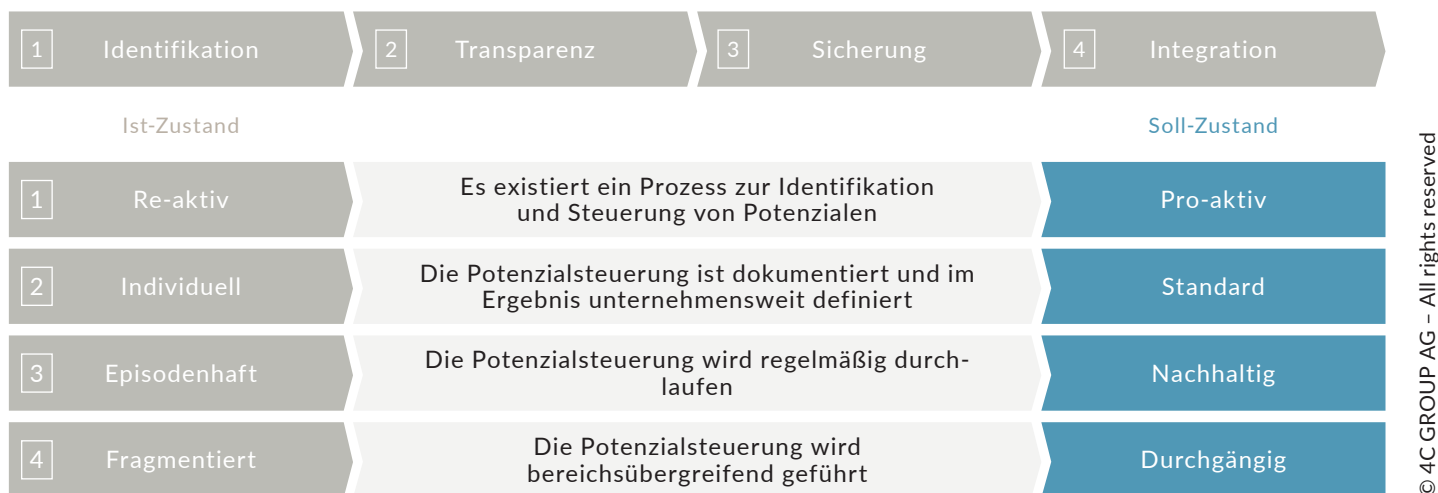 1 Identifikation 2 Transparenz 3 Sicherung 4 Integration
Ist-Zustand Soll-Zustand
1 Re-aktiv
Es existiert ein Prozess zur Identifikation
und Steuerung von Potenzialen
Pro-aktiv
2 Individuell
Die Potenzialsteuerung ist dokumentiert und im
Ergebnis unternehmensweit definiert
Standard
3 Episodenhaft
Die Potenzialsteuerung wird regelmäßig durch-
laufen
Nachhaltig
4 Fragmentiert
Die Potenzialsteuerung wird
bereichsübergreifend geführt
Durchgängig
© 4C GROUP AG – All rights reserved